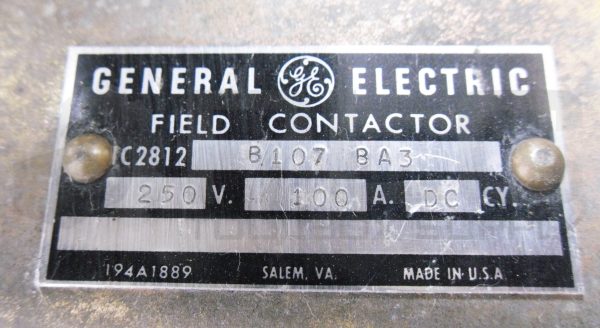 GENERAL GE ELECTRIC
FIELD CONTACTOR
IC2812 B107 BA3
250 V. 100 A. DC CY.
194A1889 SALEM, VA. MADE IN U.S.A.